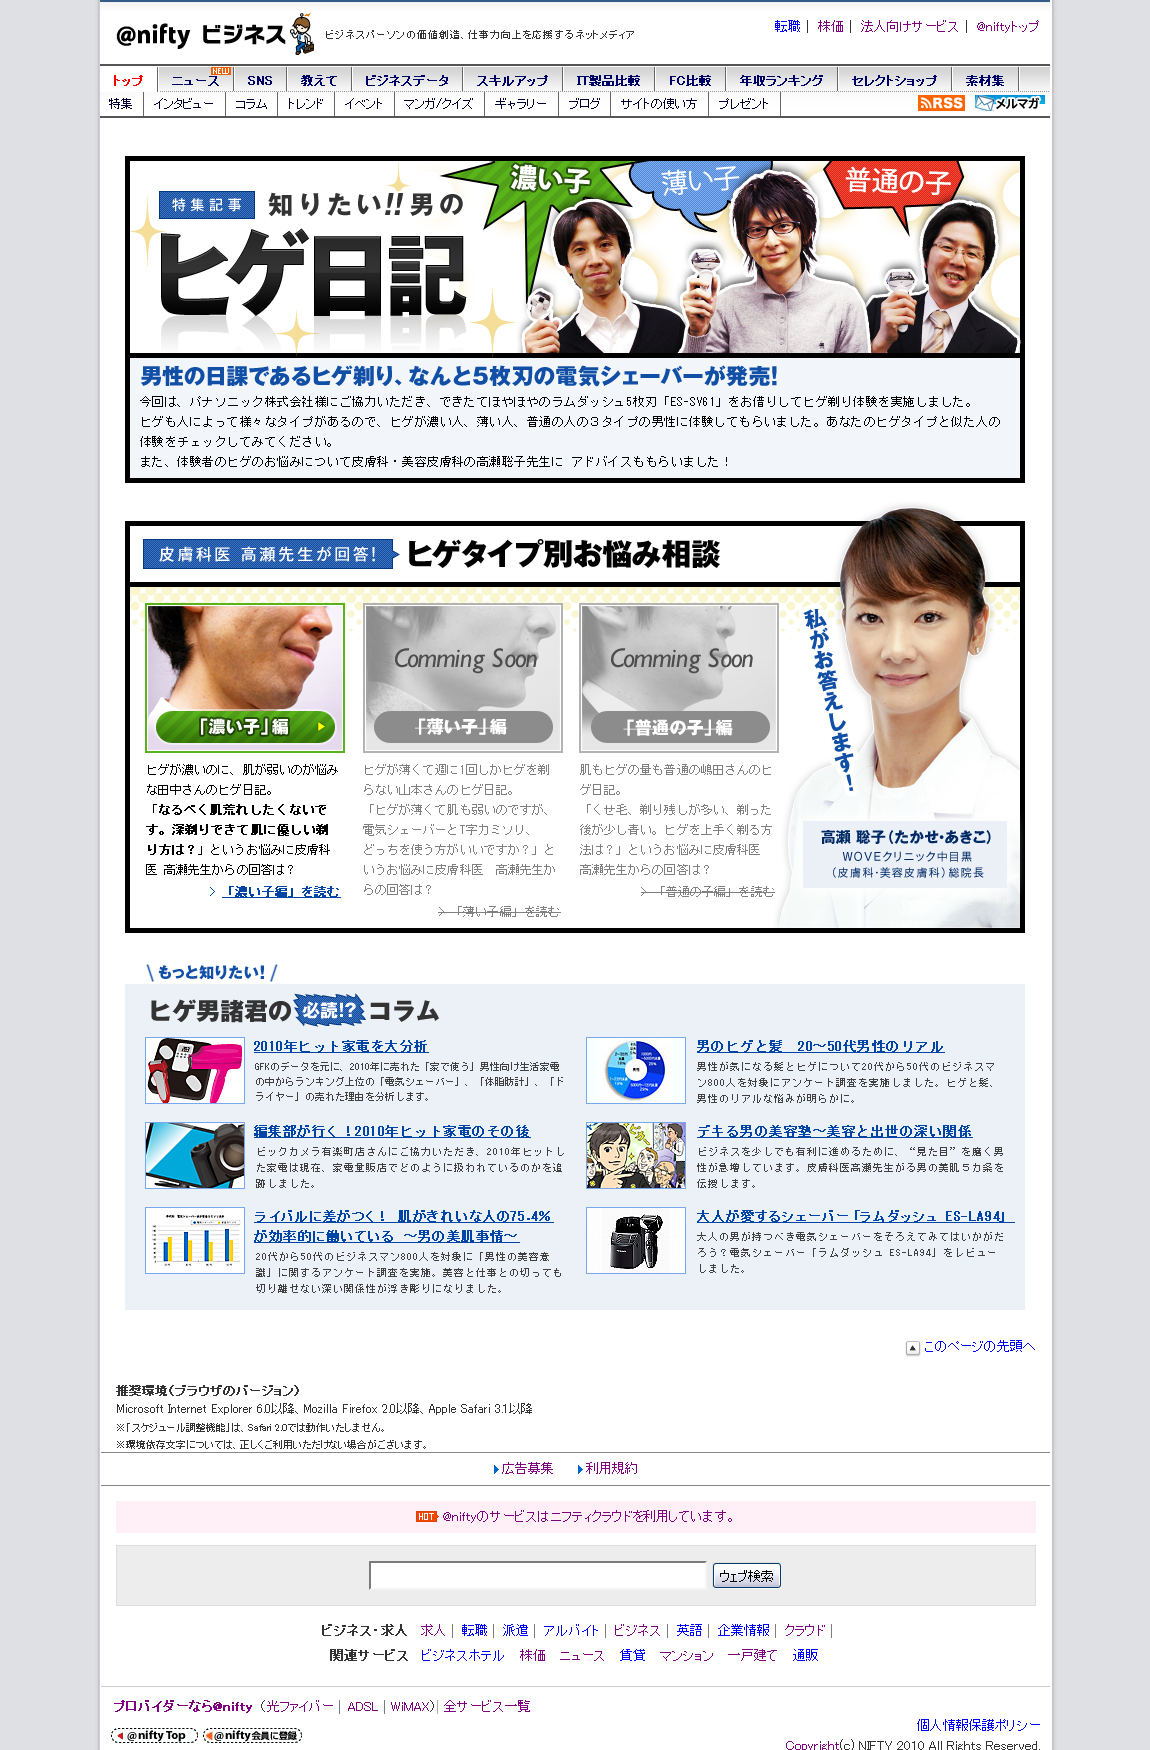 @nifty ビジネス
ビジネスパーソンの価値創造、仕事力向上を応援するネットメディア
転職｜ 株価｜ 法人向けサービス｜ @niftyトップ
トップ ニュース NEW SNS 教えて ビジネスデータ スキルアップ IT製品比較 FC比較 年収ランキング セレクトショップ 素材集
特集 インタビュー コラム トレンド イベント マンガ/クイズ ギャラリー ブログ サイトの使い方 プレゼント RSS メルマガ
濃い子 薄い子 普通の子
特集記事 知りたい!!男の
ヒゲ日記
男性の日課であるヒゲ剃り、なんと5枚刃の電気シェーバーが発売!
今回は、パナソニック株式会社様にご協力いただき、できたてほやほやのラムダッシュ5枚刃「ES-SV61」をお借りしてヒゲ剃り体験を実施しました。
ヒゲも人によって様々なタイプがあるので、ヒゲが濃い人、薄い人、普通の人の３タイプの男性に体験してもらいました。あなたのヒゲタイプと似た人の
体験をチェックしてみてください。
また、体験者のヒゲのお悩みについて皮膚科・美容皮膚科の高瀬聡子先生に アドバイスももらいました！
皮膚科医 高瀬先生が回答! ヒゲタイプ別お悩み相談
Comming Soon Comming Soon
「濃い子」編 「薄い子」編 「普通の子」編
私がお答えします!
ヒゲが濃いのに、肌が弱いのが悩み
な田中さんのヒゲ日記。
「なるべく肌荒れしたくないで
す。深剃りできて肌に優しい剃
り方は？」というお悩みに皮膚科
医 高瀬先生からの回答は？
「濃い子編」を読む
ヒゲが薄くて週に1回しかヒゲを剃
らない山本さんのヒゲ日記。
「ヒゲが薄くて肌も弱いのですが、
電気シェーバーとT字カミソリ、
どっちを使う方がいいですか？」と
いうお悩みに皮膚科医　高瀬先生か
らの回答は？
「薄い子編」を読む
肌もヒゲの量も普通の嶋田さんのヒ
ゲ日記。
「くせ毛、剃り残しが多い、剃った
後が少し青い。ヒゲを上手く剃る方
法は？」というお悩みに皮膚科医
高瀬先生からの回答は？
「普通の子編」を読む
高瀬 聡子(たかせ・あきこ)
WOVEクリニック中目黒
(皮膚科・美容皮膚科)総院長
\ もっと知りたい! /
ヒゲ男諸君の必読!?コラム
2010年ヒット家電を大分析
GFKのデータを元に、2010年に売れた「家で使う」男性向け生活家電
の中からランキング上位の「電気シェーバー」、「体脂肪計」、「ド
ライヤー」の売れた理由を分析します。
男のヒゲと髪　20～50代男性のリアル
男性が気になる髪とヒゲについて20代から50代のビジネスマ
ン800人を対象にアンケート調査を実施しました。ヒゲと髪、
男性のリアルな悩みが明らかに。
編集部が行く！2010年ヒット家電のその後
ビックカメラ有楽町店さんにご協力いただき、2010年ヒットし
た家電は現在、家電量販店でどのように扱われているのかを追
跡しました。
デキる男の美容塾～美容と出世の深い関係
ビジネスを少しでも有利に進めるために、“見た目”を磨く男
性が急増しています。皮膚科医高瀬先生がる男の美肌５カ条を
伝授します。
ライバルに差がつく！ 肌がきれいな人の75.4%
が効率的に働いている ～男の美肌事情～
20代から50代のビジネスマン800人を対象に「男性の美容意
識」に関するアンケート調査を実施。美容と仕事との切っても
切り離せない深い関係性が浮き彫りになりました。
大人が愛するシェーバー「ラムダッシュ ES-LA94」
大人の男が持つべき電気シェーバーをそろえてみてはいかがだ
ろう？電気シェーバー「ラムダッシュ ES-LA94」をレビュー
しました。
このページの先頭へ
推奨環境(ブラウザのバージョン)
Microsoft Internet Explorer 6.0以降、Mozilla Firefox 2.0以降、Apple Safari 3.1以降
※「スケジュール調整機能」は、Safari 2.0では動作いたしません。
※環境依存文字については、正しくご利用いただけない場合がございます。
広告募集 利用規約
HOT @niftyのサービスはニフティクラウドを利用しています。
ウェブ検索
ビジネス・求人 求人｜ 転職｜ 派遣｜ アルバイト｜ ビジネス｜ 英語｜ 企業情報｜ クラウド｜
関連サービス ビジネスホテル 株価 ニュース 賃貸 マンション 一戸建て 通販
プロバイダーなら@nifty (光ファイバー｜ ADSL｜WiMAX)｜全サービス一覧
@nifty Top @nifty会員に登録
個人情報保護ポリシー
Copyright(c) NIFTY 2010 All Rights Reserved.